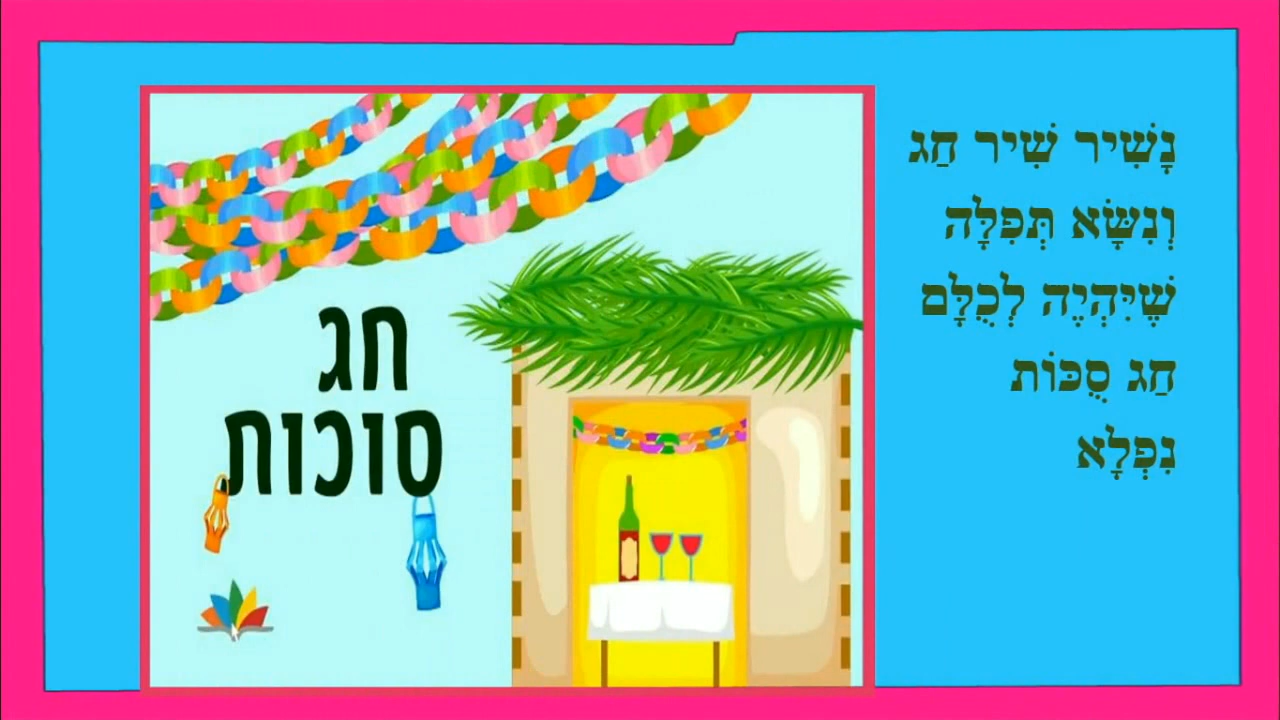 נָשִׁיר שִׁיר חַג
וְנִשָּׂא תְּפִלָּה
שֶׁיִּהְיֶה לְכֻלָּם
חַג סֻכּוֹת
נִפְלָא
חג
סוכות